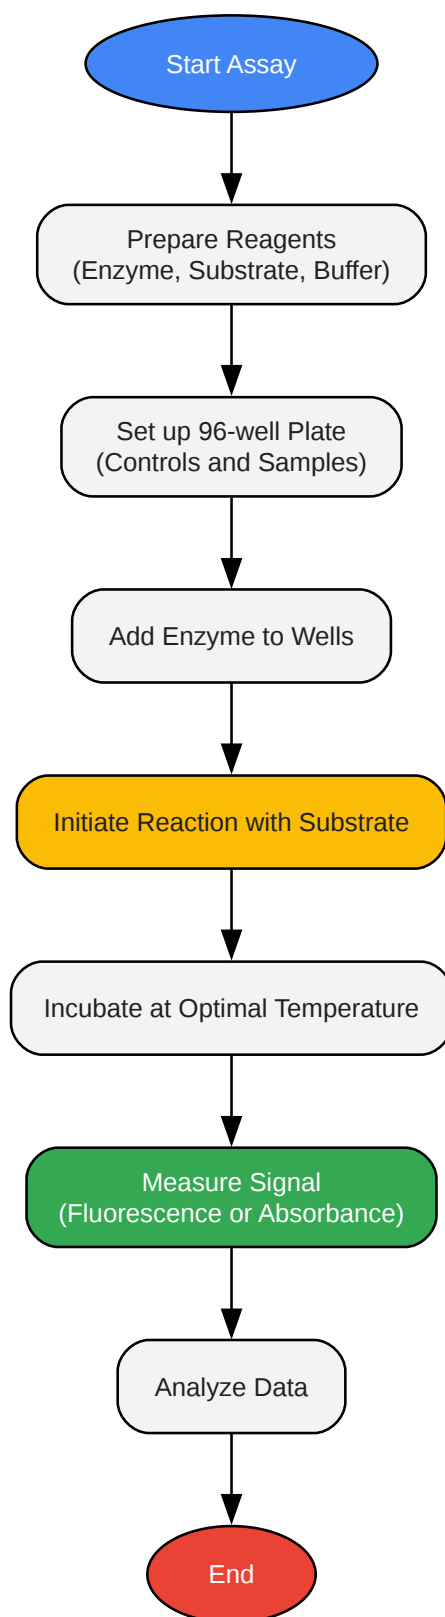 Start Assay
Prepare Reagents
(Enzyme, Substrate, Buffer)
Set up 96-well Plate
(Controls and Samples)
Add Enzyme to Wells
Initiate Reaction with Substrate
Incubate at Optimal Temperature
Measure Signal
(Fluorescence or Absorbance)
Analyze Data
End